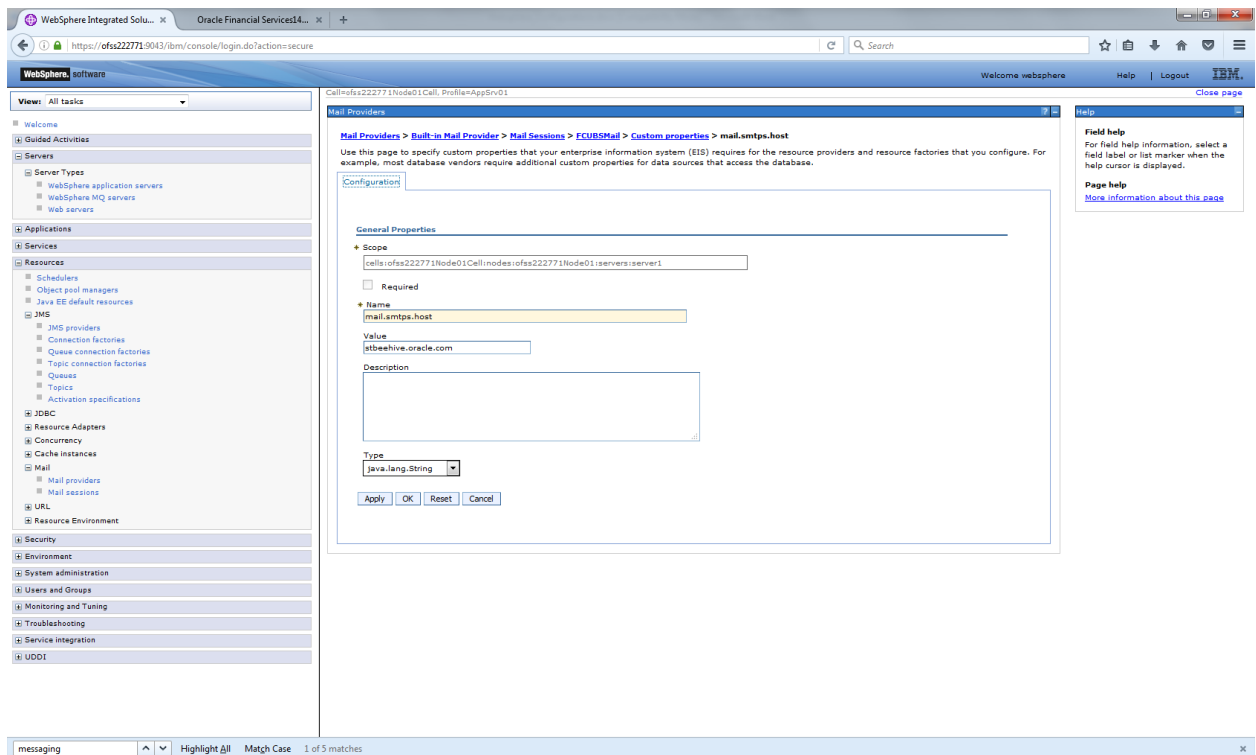 WebSphere Integrated Solu... ×
Oracle Financial Services14... ×
+
https://ofss222771:9043/ibm/console/login.do?action=secure
Search
WebSphere. software
Welcome websphere
Help | Logout
IBM.
View: All tasks
Cell=ofss222771Node01Cell, Profile=AppSrv01
Close page
Welcome
Guided Activities
Servers
Server Types
WebSphere application servers
WebSphere MQ servers
Web servers
Applications
Services
Resources
Schedulers
Object pool managers
Java EE default resources
JMS
JMS providers
Connection factories
Queue connection factories
Topic connection factories
Queues
Topics
Activation specifications
JDBC
Resource Adapters
Concurrency
Cache instances
Mail
Mail providers
Mail sessions
URL
Resource Environment
Security
Environment
System administration
Users and Groups
Monitoring and Tuning
Troubleshooting
Service integration
UDDI
Mail Providers
Mail Providers > Built-in Mail Provider > Mail Sessions > FCUBSMail > Custom properties > mail.smtps.host
Use this page to specify custom properties that your enterprise information system (EIS) requires for the resource providers and resource factories that you configure. For
example, most database vendors require additional custom properties for data sources that access the database.
Configuration
General Properties
+ Scope
cells:ofss222771Node01Cell:nodes:ofss222771Node01:servers:server1
Required
+ Name
mail.smtps.host
Value
stbeehive.oracle.com
Description
Type
java.lang.String
Apply OK Reset Cancel
Help
Field help
For field help information, select a
field label or list marker when the
help cursor is displayed.
Page help
More information about this page
messaging
Highlight All
Match Case
1 of 5 matches